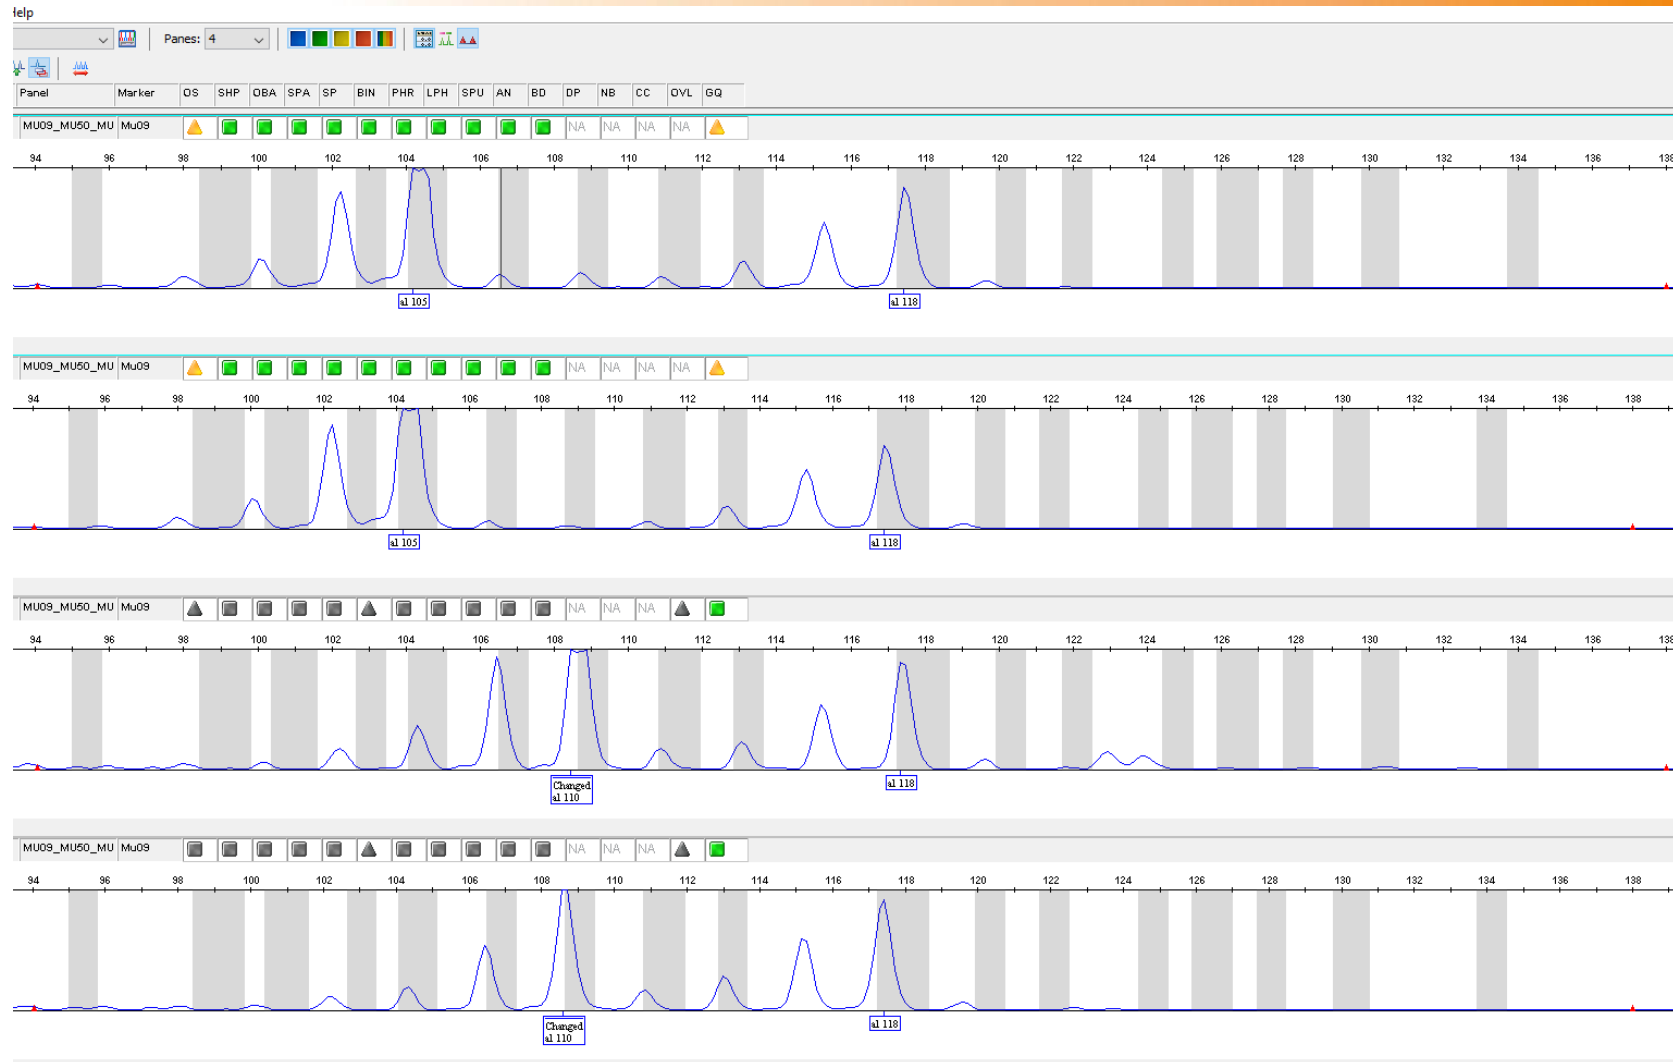 Help
Panes: 4
Panel Marker OS SHP OBA SPA SP BIN PHR LPH SPU AN BD DP NB CC OVL GQ
MU09_MU50_MU Mu09 NA NA NA NA
94 96 98 100 102 104 106 108 110 112 114 116 118 120 122 124 126 128 130 132 134 136 138
al 105 al 118
MU09_MU50_MU Mu09 NA NA NA NA
94 96 98 100 102 104 106 108 110 112 114 116 118 120 122 124 126 128 130 132 134 136 138
al 105 al 118
MU09_MU50_MU Mu09 NA NA NA
94 96 98 100 102 104 106 108 110 112 114 116 118 120 122 124 126 128 130 132 134 136 138
Changed al 118
al 110
MU09_MU50_MU Mu09 NA NA NA
94 96 98 100 102 104 106 108 110 112 114 116 118 120 122 124 126 128 130 132 134 136 138
Changed al 118
al 110